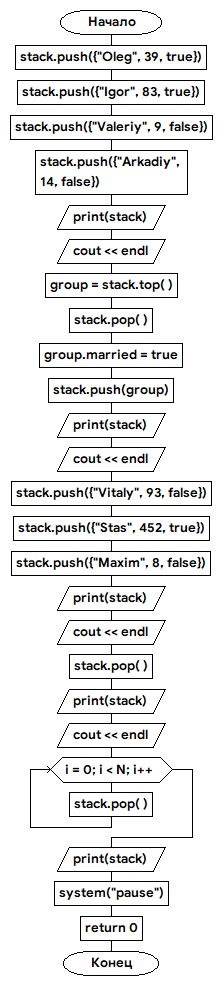 Начало
stack.push({"Oleg", 39, true})
stack.push({"Igor", 83, true})
stack.push({"Valeriy", 9, false})
stack.push({"Arkadiy",
14, false})
print(stack)
cout << endl
group = stack.top( )
stack.pop( )
group.married = true
stack.push(group)
print(stack)
cout << endl
stack.push({"Vitaly", 93, false})
stack.push({"Stas", 452, true})
stack.push({"Maxim", 8, false})
print(stack)
cout << endl
stack.pop( )
print(stack)
cout << endl
i = 0; i < N; i++
stack.pop( )
print(stack)
system("pause")
return 0
Конец